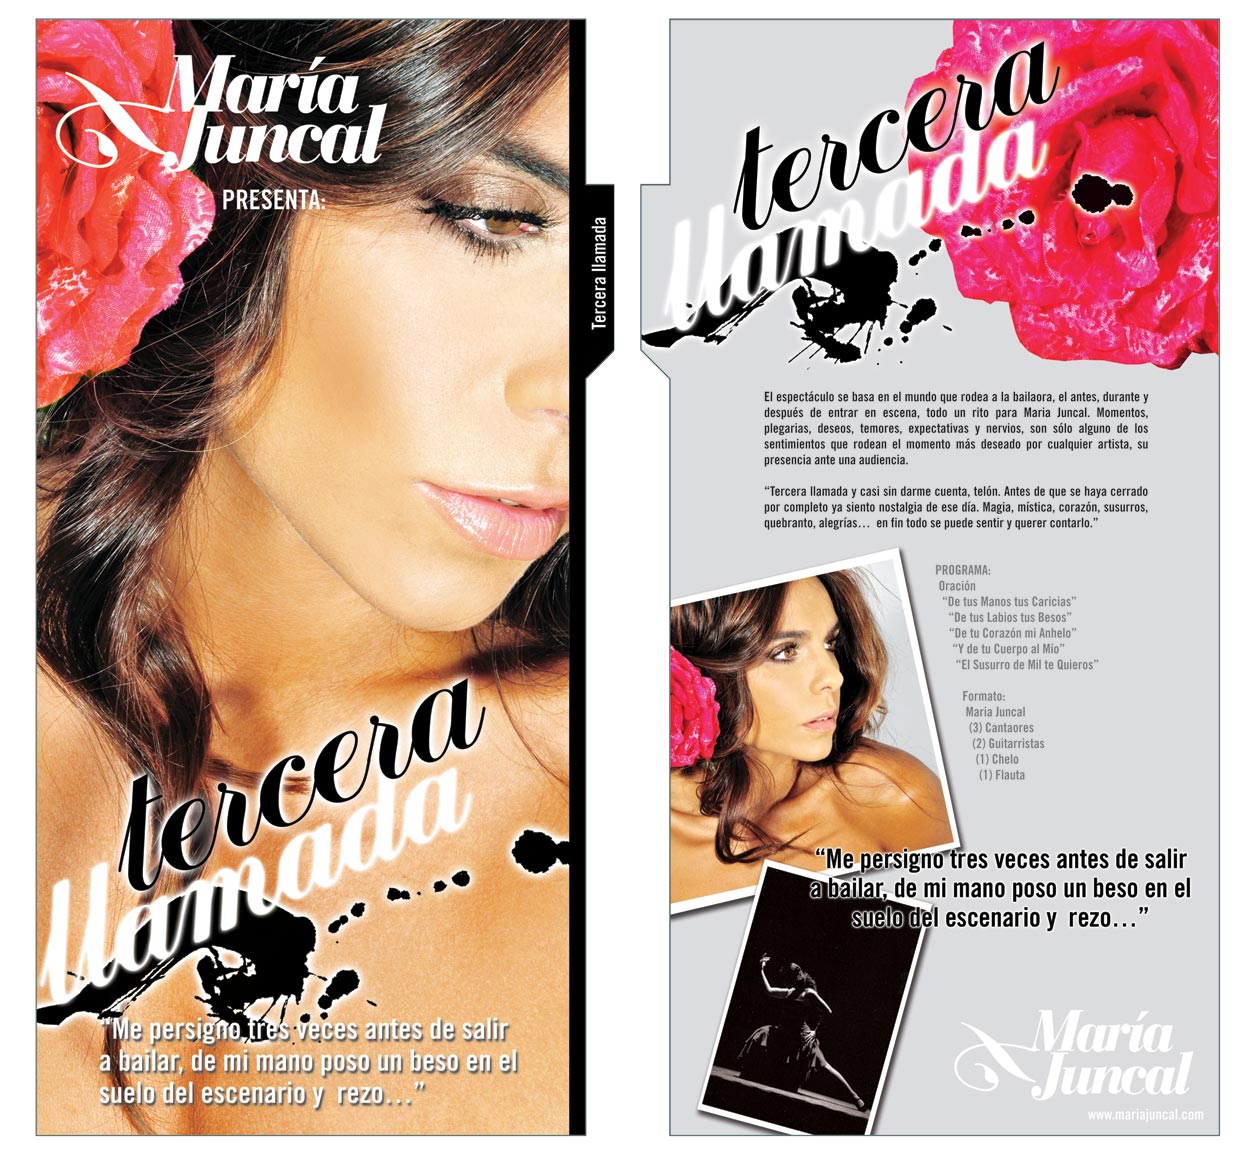 María
Juncal
PRESENTA:
Tercera llamada
tercera
llamada
“Me persigno tres veces antes de salir
a bailar, de mi mano poso un beso en el
suelo del escenario y rezo...”
tercera
llamada
El espectáculo se basa en el mundo que rodea a la bailaora, el antes, durante y
después de entrar en escena, todo un rito para Maria Juncal. Momentos,
plegarias, deseos, temores, expectativas y nervios, son sólo alguno de los
sentimientos que rodean el momento más deseado por cualquier artista, su
presencia ante una audiencia.
“Tercera llamada y casi sin darme cuenta, telón. Antes de que se haya cerrado
por completo ya siento nostalgia de ese día. Magia, mística, corazón, susurros,
quebranto, alegrías... en fin todo se puede sentir y querer contarlo.”
PROGRAMA:
Oración
“De tus Manos tus Caricias”
“De tus Labios tus Besos”
“De tu Corazón mi Anhelo”
“Y de tu Cuerpo al Mío”
“El Susurro de Mil te Quieros”
Formato:
Maria Juncal
(3) Cantaores
(2) Guitarristas
(1) Chelo
(1) Flauta
“Me persigno tres veces antes de salir
a bailar, de mi mano poso un beso en el
suelo del escenario y rezo...”
María
Juncal
www.mariajuncal.com